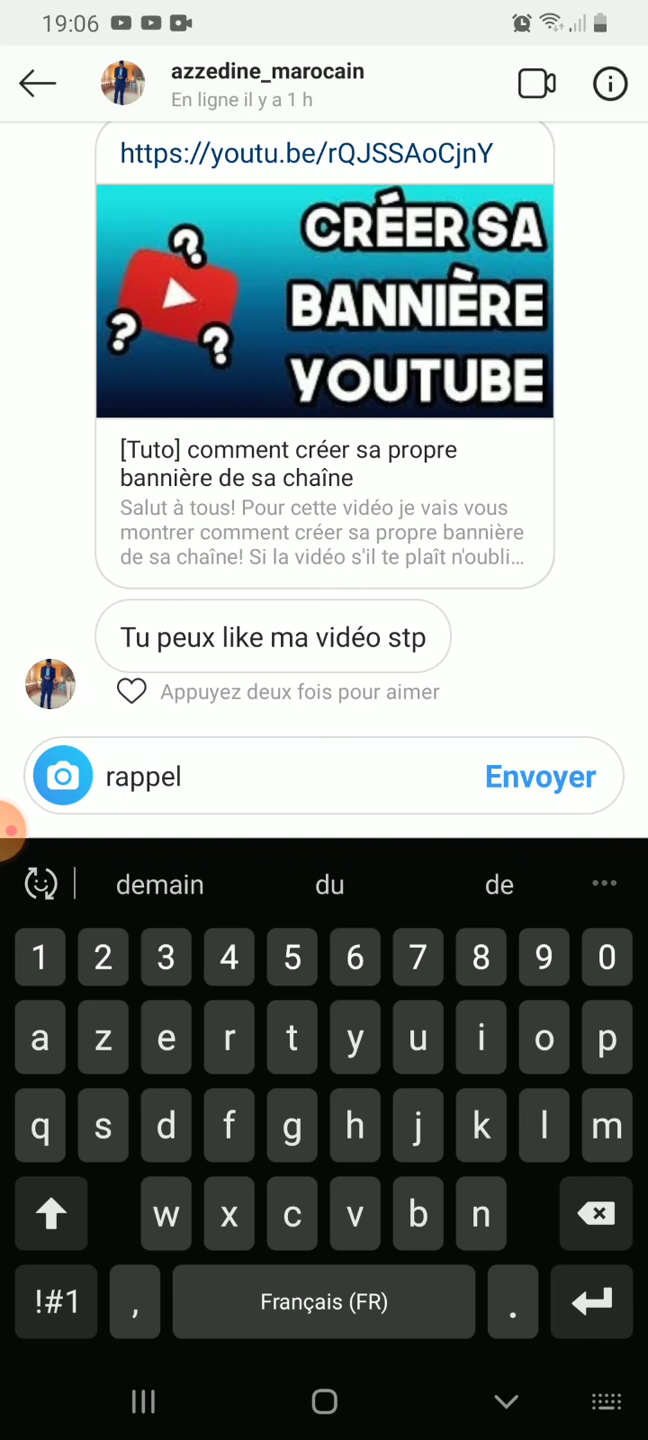 19:06
azzedine_marocain
En ligne il y a 1 h
https://youtu.be/rQJSSAoCjnY
CRÉER SA
BANNIÈRE
YOUTUBE
[Tuto] comment créer sa propre
bannière de sa chaîne
Salut à tous! Pour cette vidéo je vais vous
montrer comment créer sa propre bannière
de sa chaîne! Si la vidéo s'il te plaît n'oubli...
Tu peux like ma vidéo stp
Appuyez deux fois pour aimer
rappel Envoyer
demain du de
1 2 3 4 5 6 7 8 9 0
a z e r t y u i o p
q s d f g h j k l m
w x c v b n
!#1 , Français (FR) .